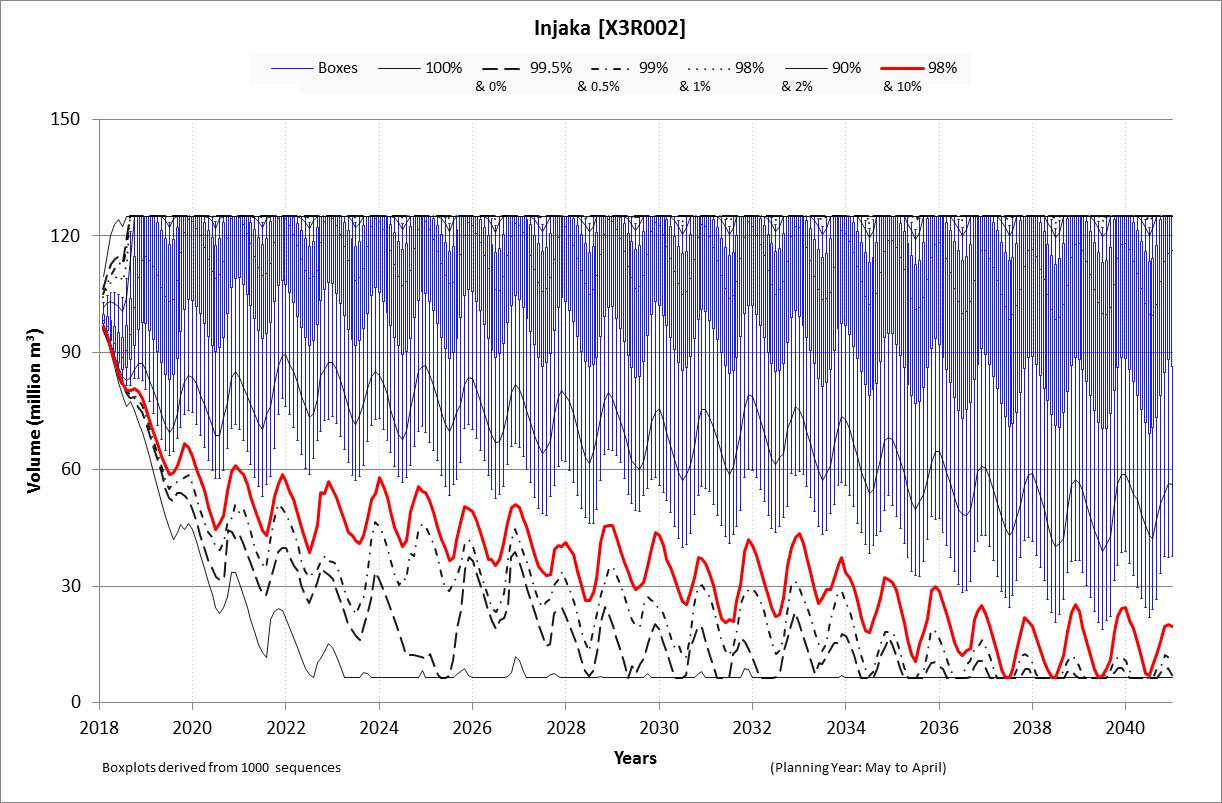 Injaka [X3R002]
Boxes 100% 99.5% 99% 98% 90% 98%
& 0% & 0.5% & 1% & 2% & 10%
150
120
90
60
30
0
Volume (million m³)
2018 2020 2022 2024 2026 2028 2030 2032 2034 2036 2038 2040
Years
Boxplots derived from 1000 sequences (Planning Year: May to April)